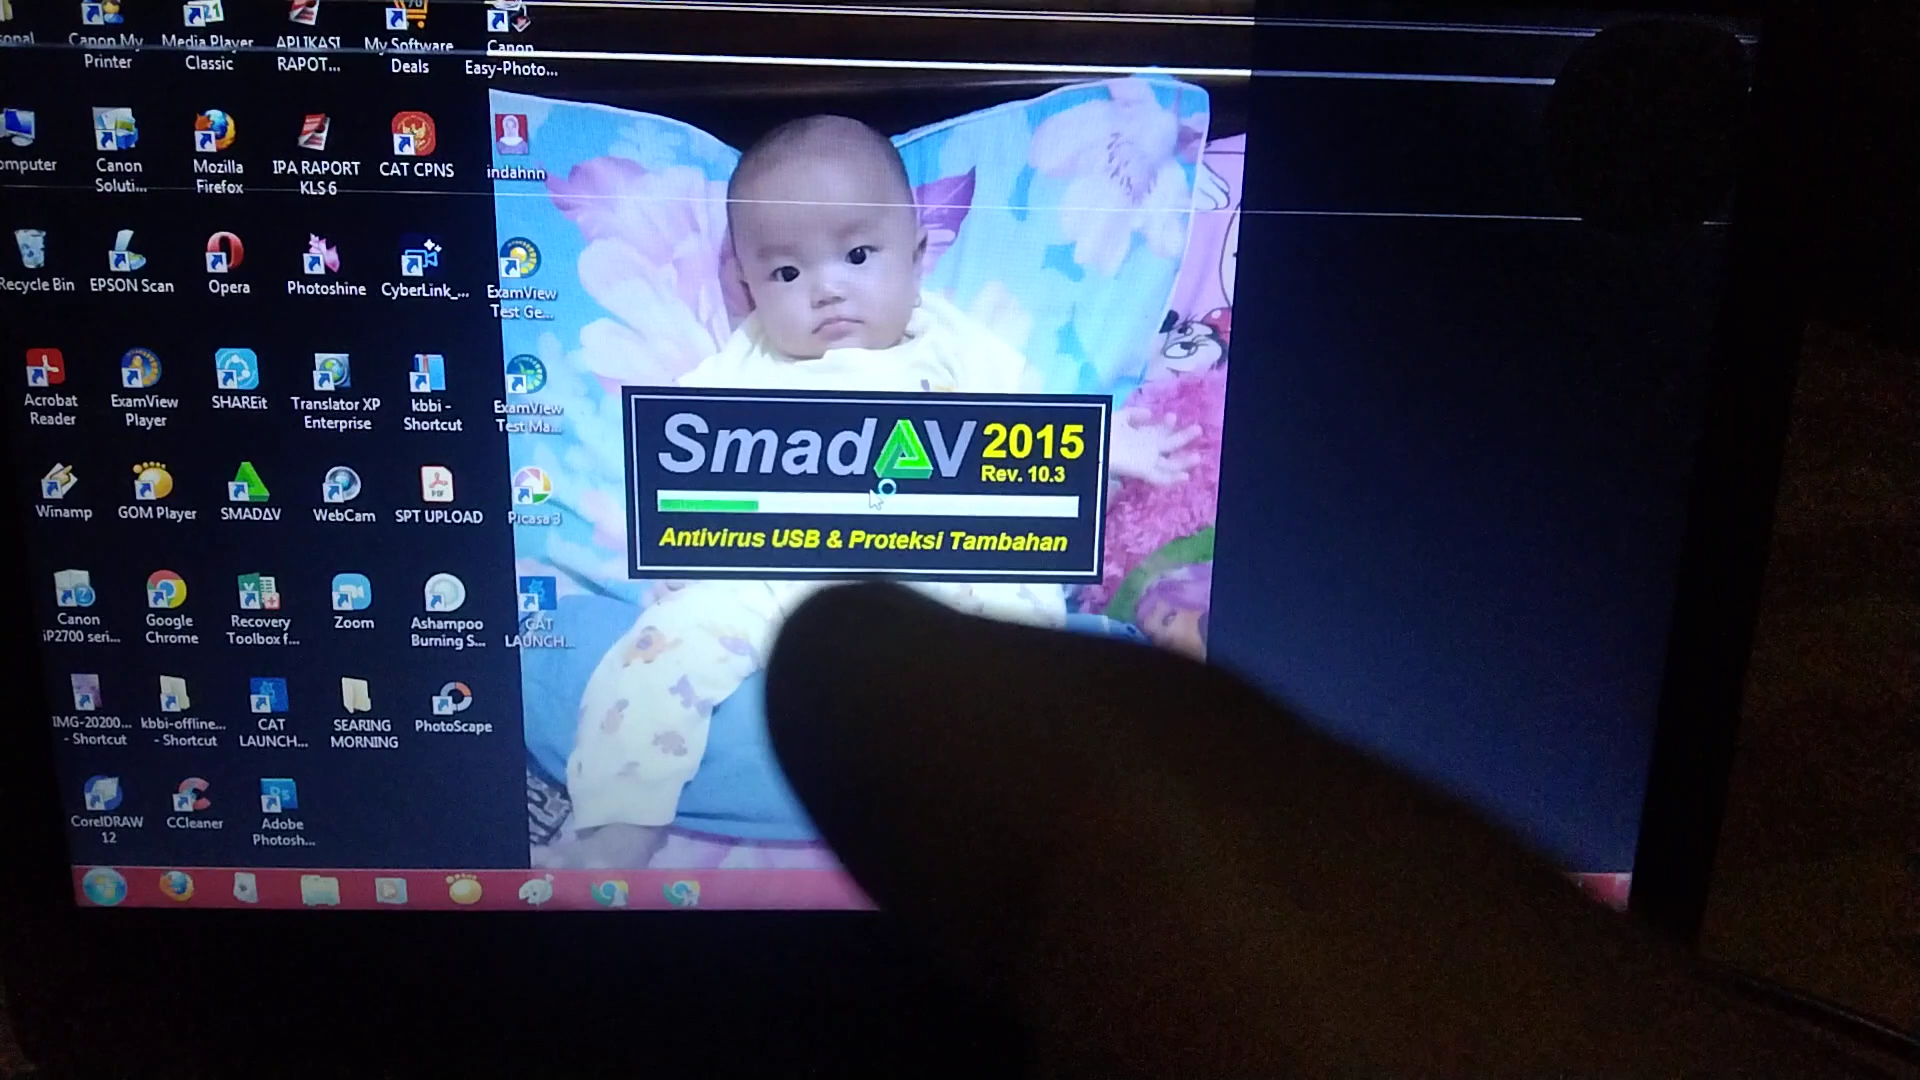 Canon My
Printer
Media Player
Classic
APLIKASI
RAPOT...
My Software
Deals
Canon
Easy-Photo...
Canon
Soluti...
Mozilla
Firefox
IPA RAPORT
KLS 6
CAT CPNS
indahnn
Recycle Bin
EPSON Scan
Opera
Photoshine
CyberLink_...
ExamView
Test Ge...
Acrobat
Reader
ExamView
Player
SHAREit
Translator XP
Enterprise
kbbi -
Shortcut
ExamView
Test Ma...
SmadAV 2015
Rev. 10.3
Antivirus USB & Proteksi Tambahan
Winamp
GOM Player
SMADAV
WebCam
SPT UPLOAD
Picasa 3
Canon
iP2700 seri...
Google
Chrome
Recovery
Toolbox f...
Zoom
Ashampoo
Burning S...
CAT
LAUNCH...
IMG-20200...
- Shortcut
kbbi-offline...
- Shortcut
CAT
LAUNCH...
SEARING
MORNING
PhotoScape
CorelDRAW
12
CCleaner
Adobe
Photosh...